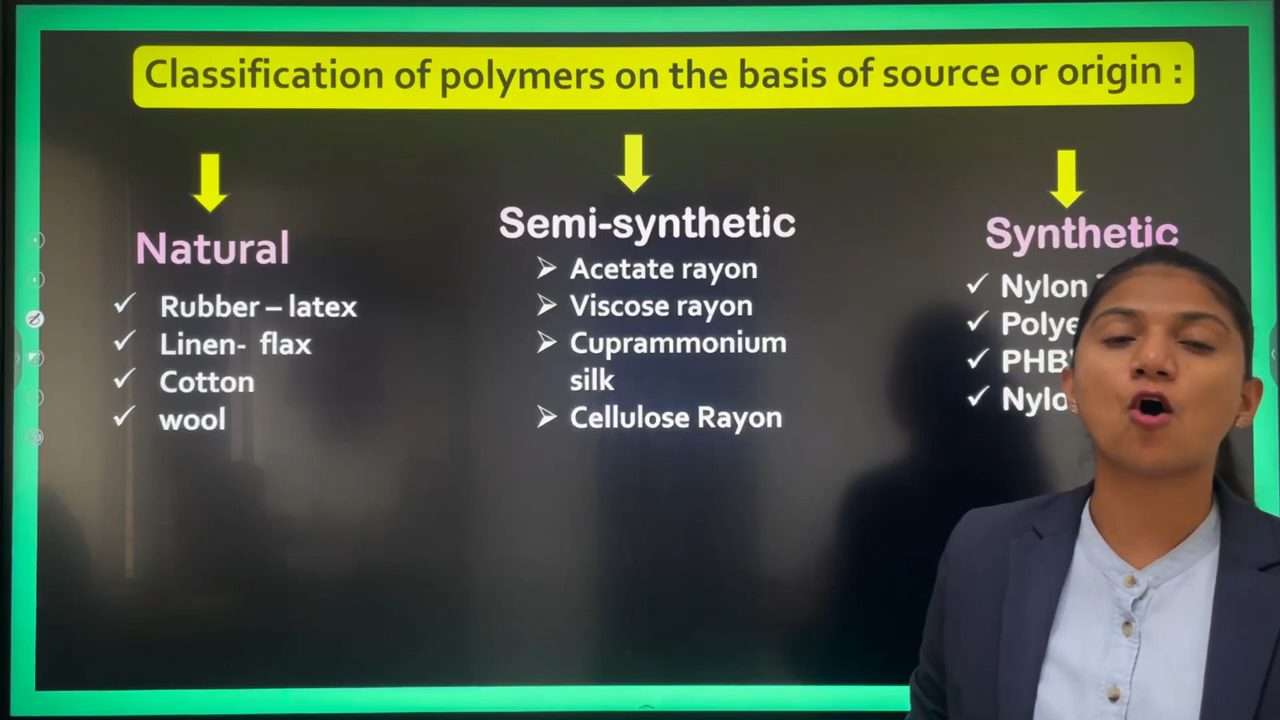 Classification of polymers on the basis of source or origin :
Natural
Rubber – latex
Linen- flax
Cotton
wool
Semi-synthetic
Acetate rayon
Viscose rayon
Cuprammonium
silk
Cellulose Rayon
Synthetic
Nylon